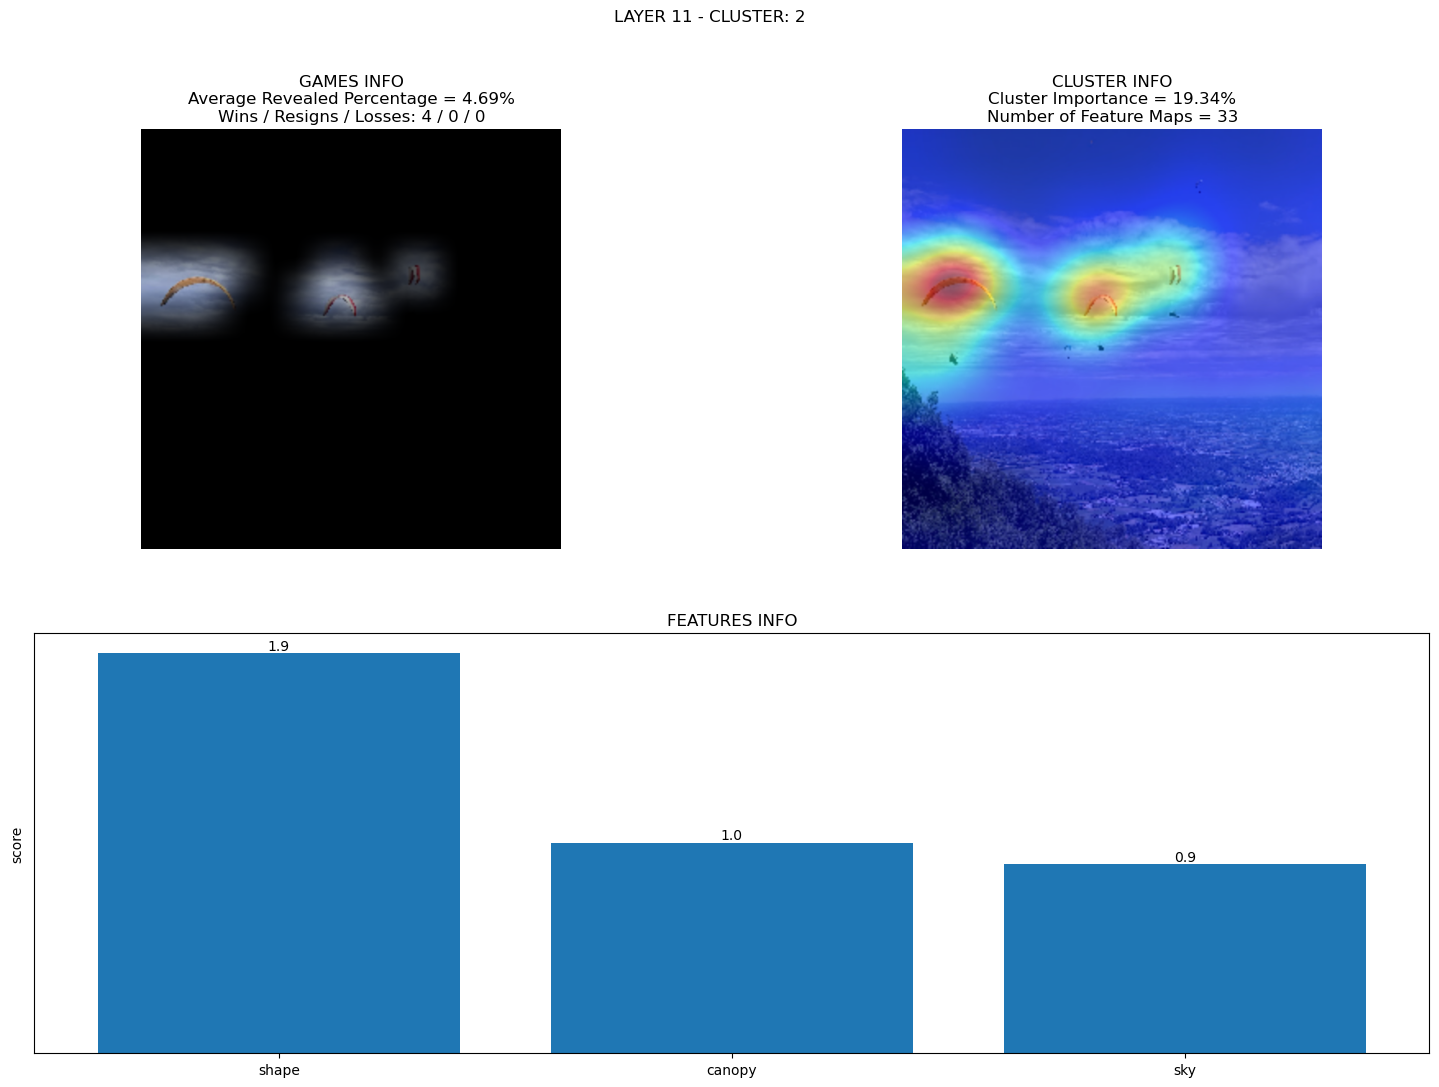 LAYER 11 - CLUSTER: 2
GAMES INFO
Average Revealed Percentage = 4.69%
Wins / Resigns / Losses: 4 / 0 / 0
CLUSTER INFO
Cluster Importance = 19.34%
Number of Feature Maps = 33
FEATURES INFO
score
1.9
1.0
0.9
shape
canopy
sky